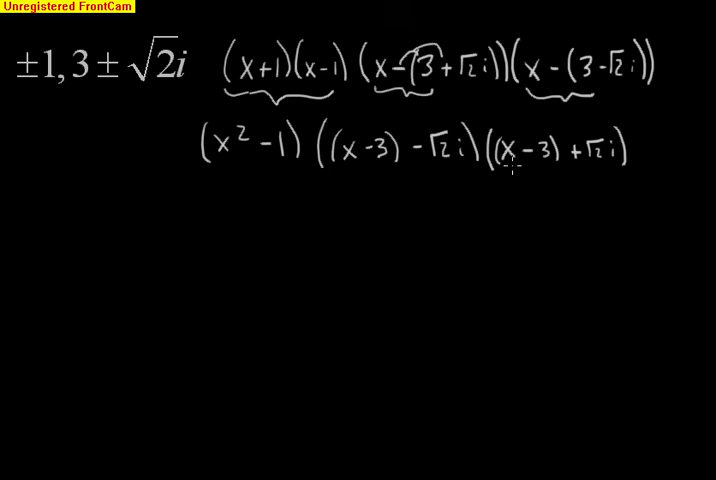 Unregistered FrontCam
±1, 3 ± √2i (x+1)(x-1)(x-(3+√2i))(x-(3-√2i))
(x² -1)((x-3) - √2i)((x-3) + √2i)